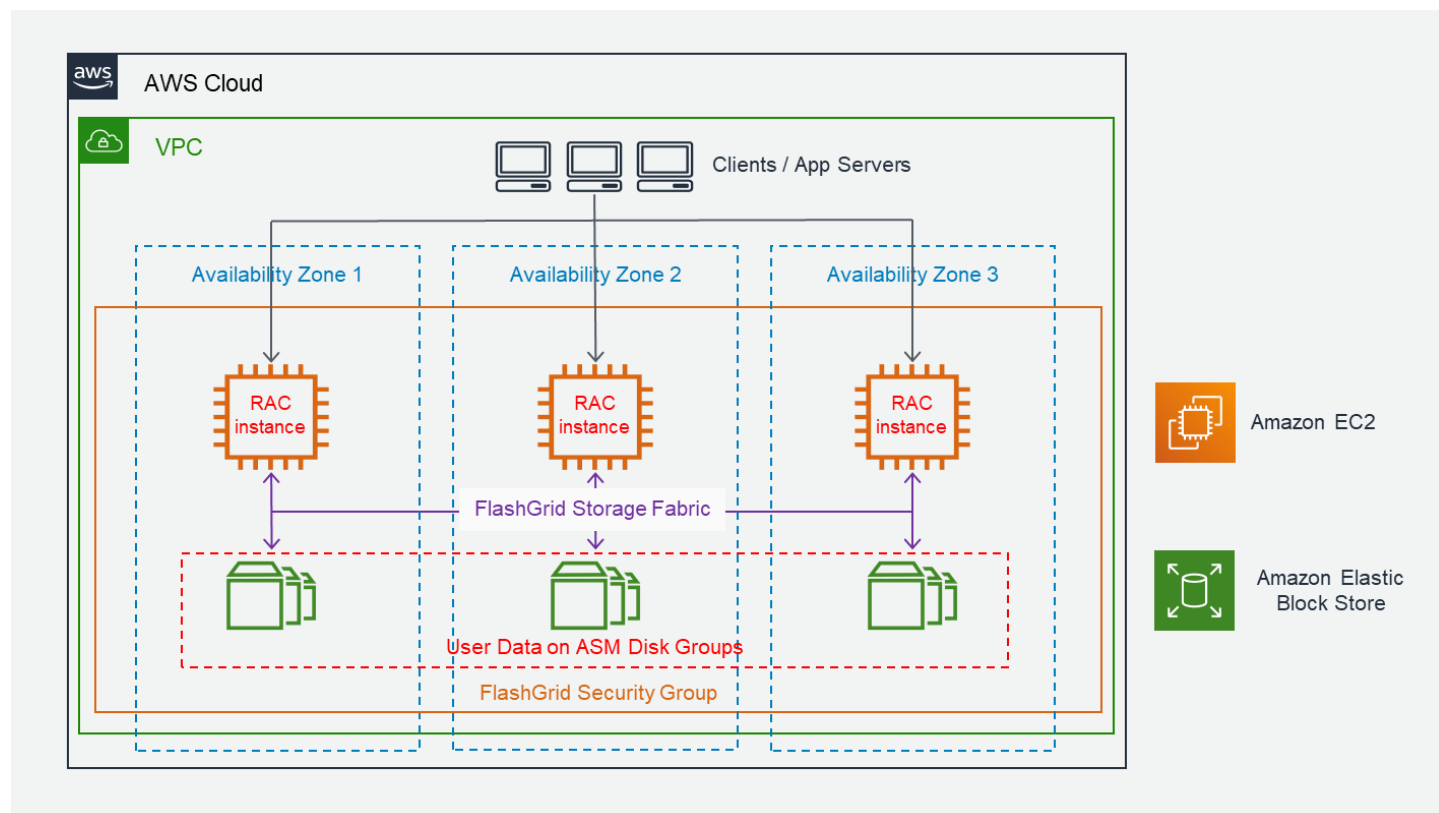 aws
AWS Cloud
VPC
Clients / App Servers
Availability Zone 1
Availability Zone 2
Availability Zone 3
RAC
instance
RAC
instance
RAC
instance
Amazon EC2
FlashGrid Storage Fabric
Amazon Elastic
Block Store
User Data on ASM Disk Groups
FlashGrid Security Group